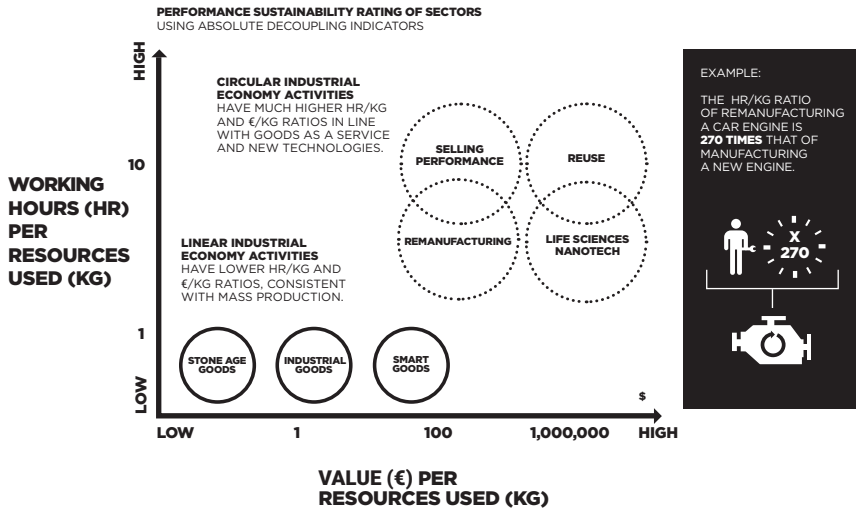 PERFORMANCE SUSTAINABILITY RATING OF SECTORS
USING ABSOLUTE DECOUPLING INDICATORS
HIGH
CIRCULAR INDUSTRIAL
ECONOMY ACTIVITIES
HAVE MUCH HIGHER HR/KG
AND €/KG RATIOS IN LINE
WITH GOODS AS A SERVICE
AND NEW TECHNOLOGIES.
SELLING
PERFORMANCE
REUSE
10
WORKING
HOURS (HR)
PER
RESOURCES
USED (KG)
REMANUFACTURING
LIFE SCIENCES
NANOTECH
LINEAR INDUSTRIAL
ECONOMY ACTIVITIES
HAVE LOWER HR/KG AND
€/KG RATIOS, CONSISTENT
WITH MASS PRODUCTION.
1
STONE AGE
GOODS
INDUSTRIAL
GOODS
SMART
GOODS
LOW
$
LOW
1
100
1,000,000
HIGH
VALUE (€) PER
RESOURCES USED (KG)
EXAMPLE:
THE HR/KG RATIO
OF REMANUFACTURING
A CAR ENGINE IS
270 TIMES THAT OF
MANUFACTURING
A NEW ENGINE.
X
270